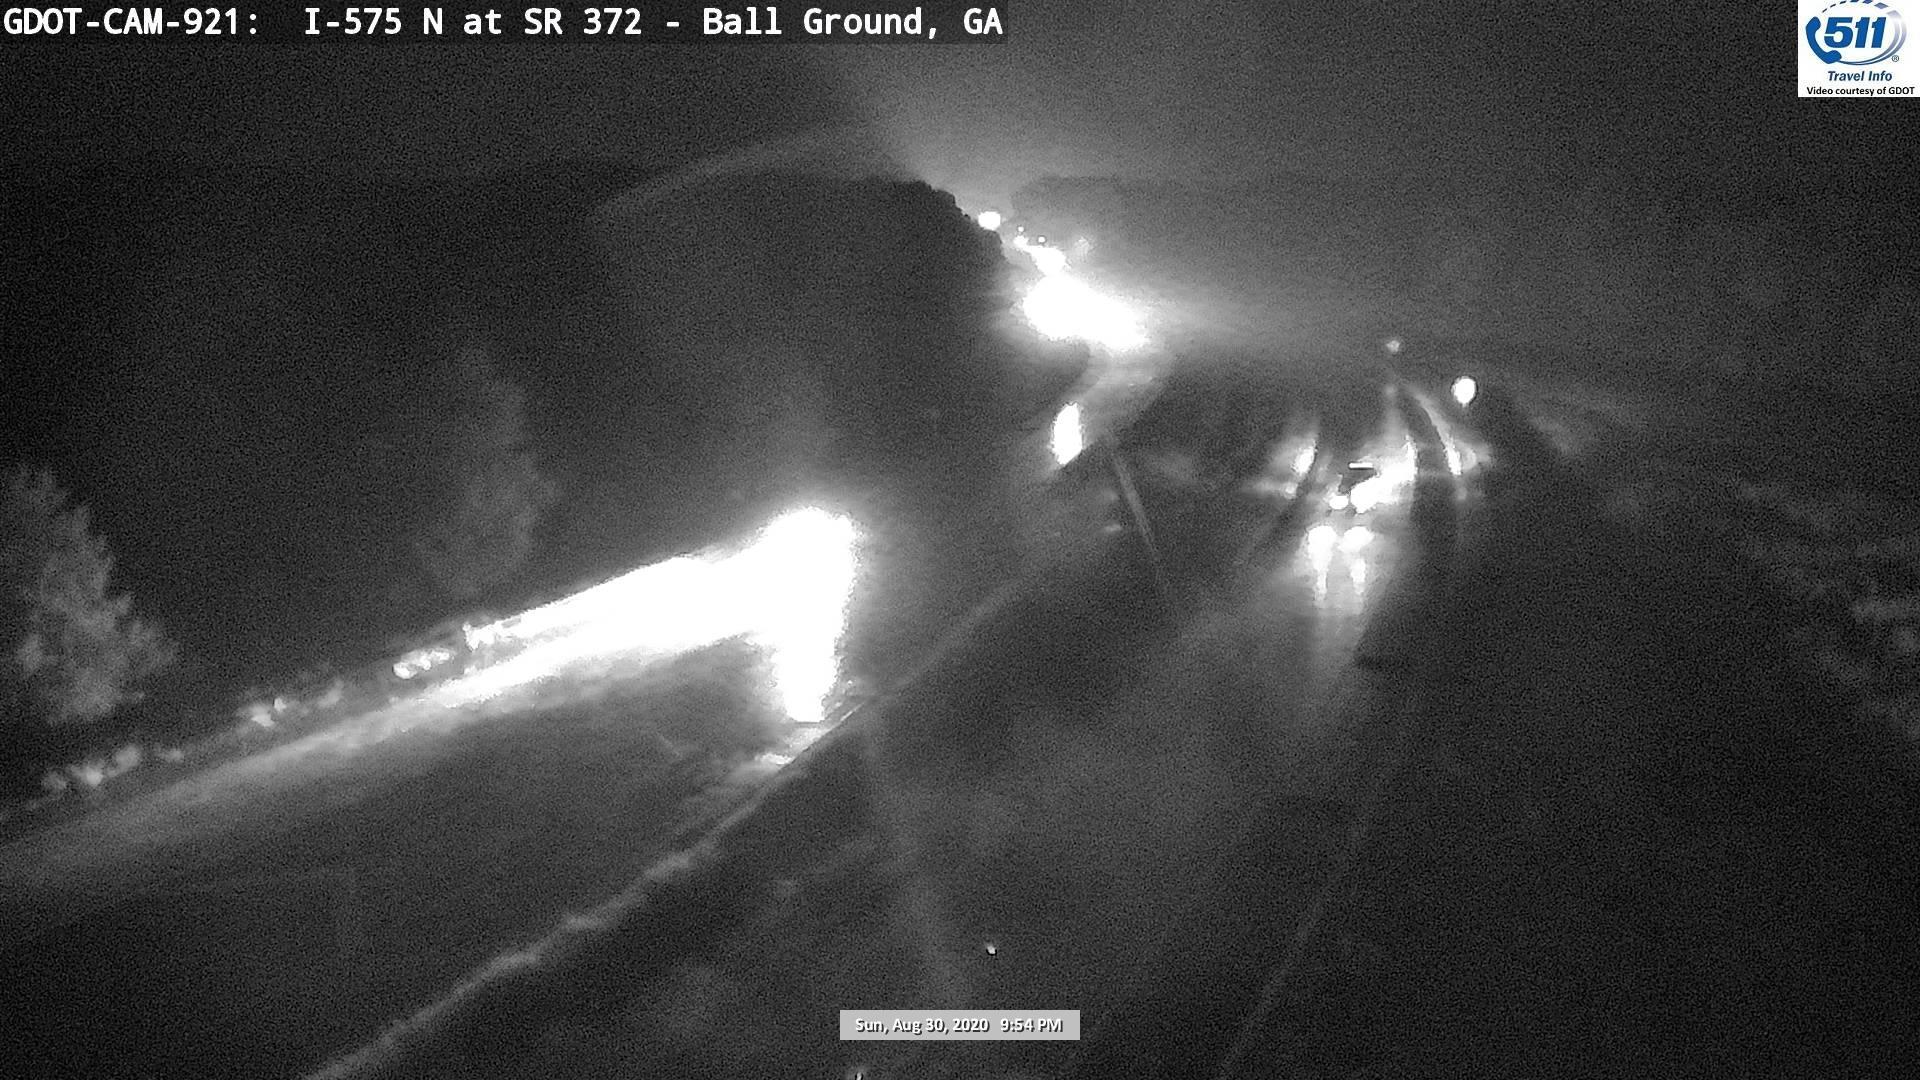 GDOT-CAM-921: I-575 N at SR 372 - Ball Ground, GA
511
Travel Info
Video courtesy of GDOT
Sun, Aug 30, 2020 9:54 PM